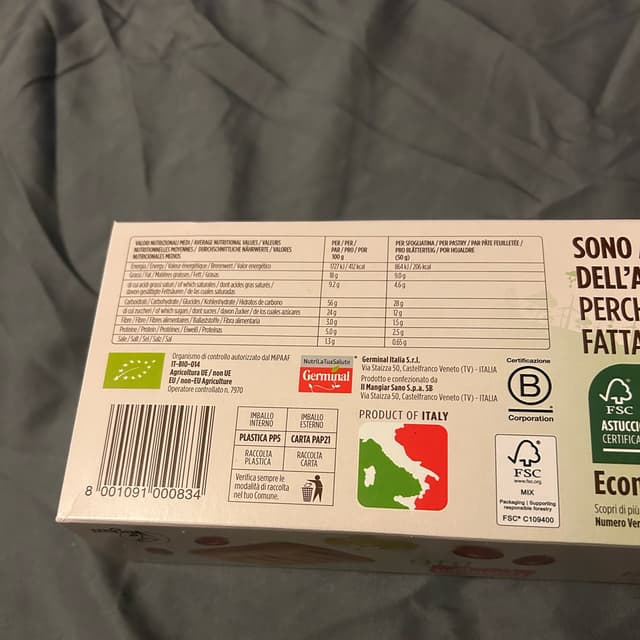 VALORI NUTRIZIONALI MEDI / AVERAGE NUTRITIONAL VALUES / VALEURS
NUTRITIONNELLES MOYENNES / DURCHSCHNITTLICHE NÄHRWERTE / VALORES
NUTRICIONALES MEDIOS
PER / PER /
PAR / PRO / POR
100 g
PER SFOGLIATINA / PER PASTRY / PAR PÂTE FEUILLETÉE /
PRO BLÄTTERTEIG / POR HOJALDRE
(50 g)
Energia / Energy / Valeur énergétique / Brennwert / Valor energético 1727 kJ / 412 kcal 864 kJ / 206 kcal
Grassi / Fat / Matières grasses / Fett / Grasas 18 g 9.0 g
di cui acidi grassi saturi / of which saturates / dont acides gras saturés / 9.2 g 4.6 g
davon gesättigte Fettsäuren / de las cuales saturadas
Carboidrati / Carbohydrate / Glucides / Kohlenhydrate / Hidratos de carbono 56 g 28 g
di cui zuccheri / of which sugars / dont sucres / davon Zucker / de los cuales azúcares 24 g 12 g
Fibre / Fibre / Fibres alimentaires / Ballaststoffe / Fibra alimentaria 3.0 g 1.5 g
Proteine / Protein / Protéines / Eiweiß / Proteínas 5.0 g 2.5 g
Sale / Salt / Sel / Salz / Sal 1.3 g 0.65 g
Organismo di controllo autorizzato dal MiPAAF
IT-BIO-014
Agricoltura UE / non UE
EU / non-EU Agriculture
Operatore controllato n. 7970
NutriLaTuaSalute
Germinal
Germinal Italia S.r.l.
Via Staizza 50, Castelfranco Veneto (TV) - ITALIA
Prodotto e confezionato da
Il Mangiar Sano S.p.a. SB
Via Staizza 50, Castelfranco Veneto (TV) - ITALIA
Certificazione
B
Corporation
8 001091 000834
IMBALLO
INTERNO
IMBALLO
ESTERNO
PLASTICA PP5
CARTA PAP21
RACCOLTA
PLASTICA
RACCOLTA
CARTA
Verifica sempre le
modalità di raccolta
nel tuo Comune.
PRODUCT OF ITALY
FSC
www.fsc.org
MIX
Packaging | Supporting
responsible forestry
FSC® C109400
SONO
DELL'A
PERCH
FATTA
FSC
ASTUCCI
CERTIFICA
Econ
Scopri di più
Numero Ver